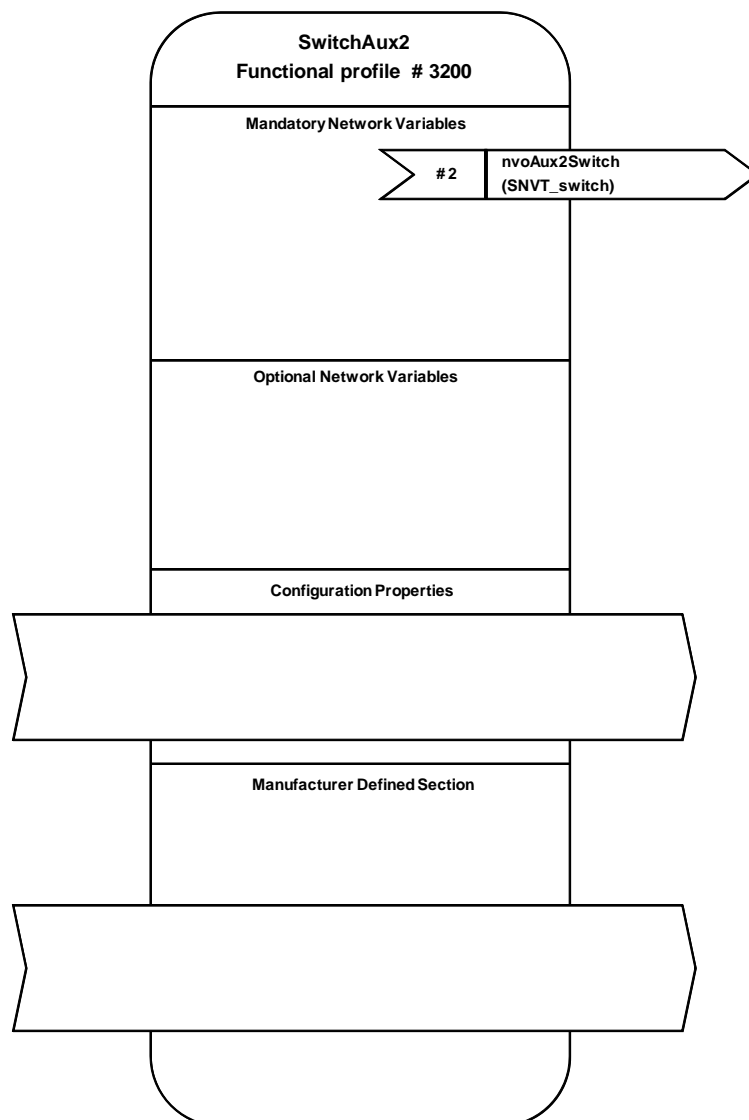 SwitchAux2
Functional profile # 3200
Mandatory Network Variables
# 2
nvoAux2Switch
(SNVT_switch)
Optional Network Variables
Configuration Properties
Manufacturer Defined Section